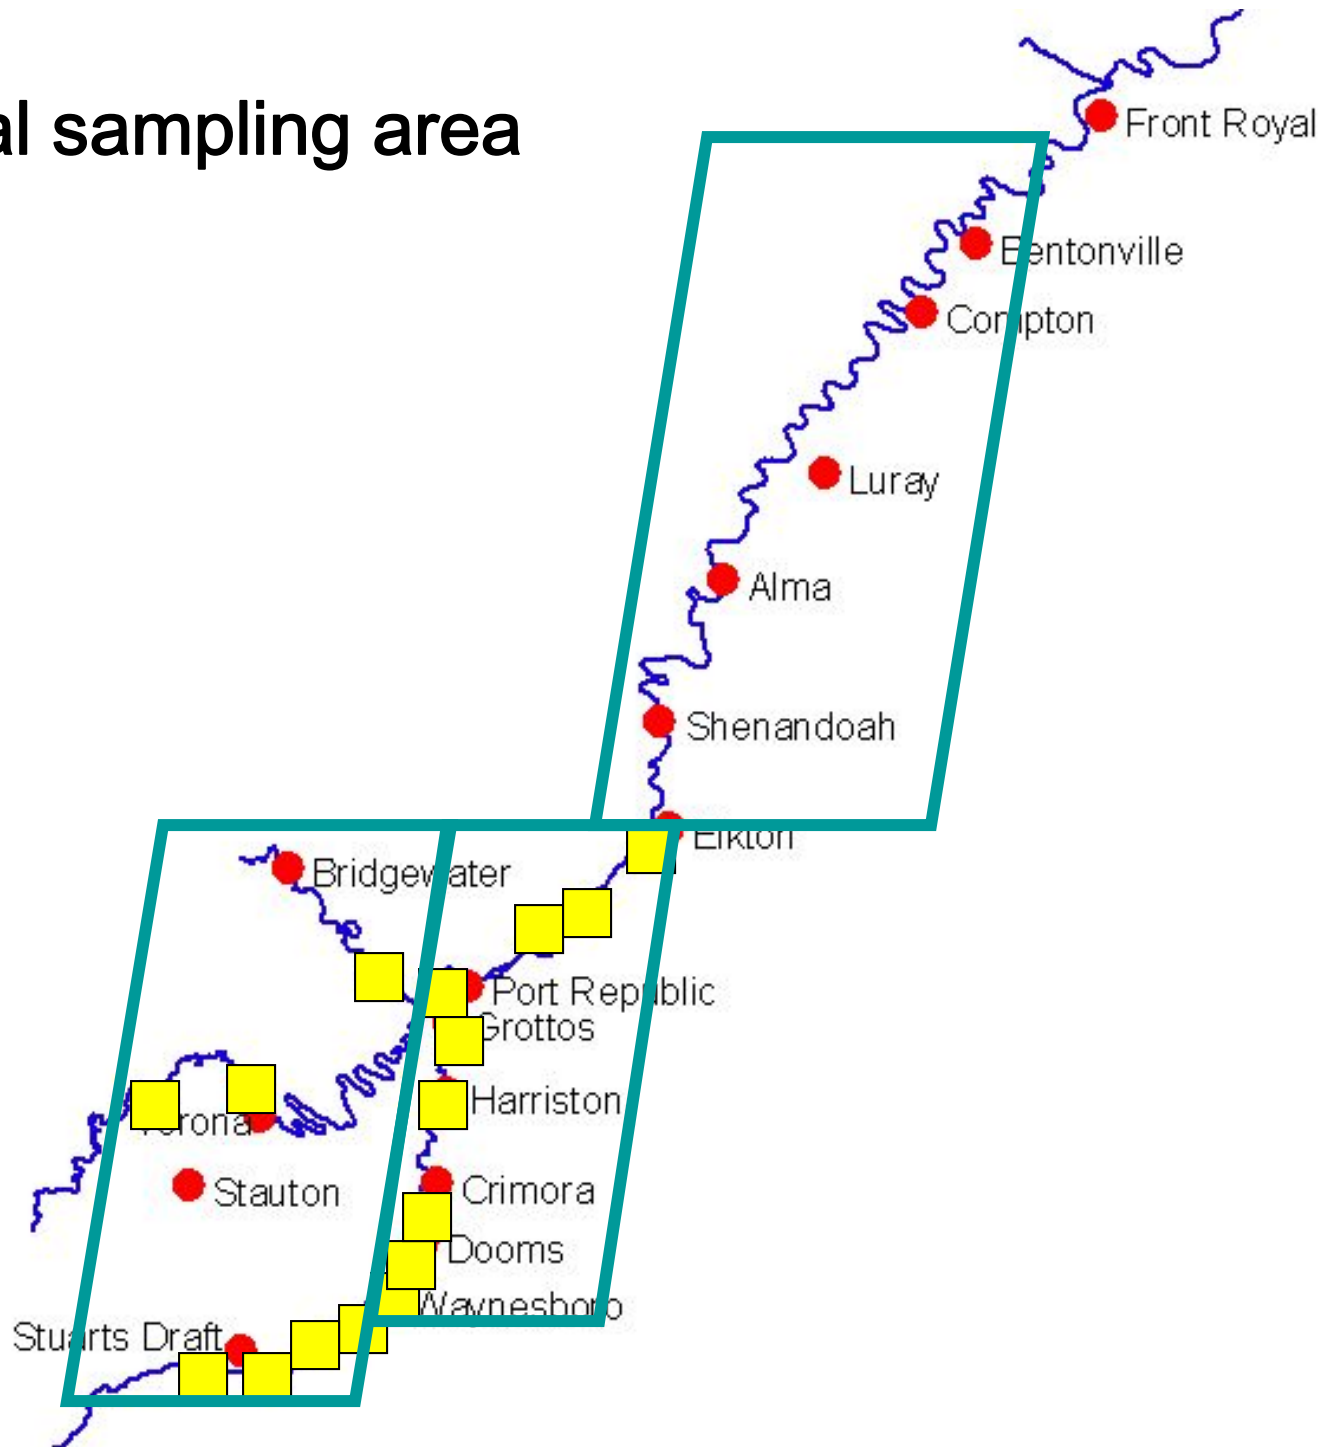 al sampling area
Front Royal
Bentonville
Compton
Luray
Alma
Shenandoah
Elkton
Bridgewater
Port Republic
Grottos
Harriston
Verona
Crimora
Stauton
Dooms
Waynesboro
Stuarts Draft